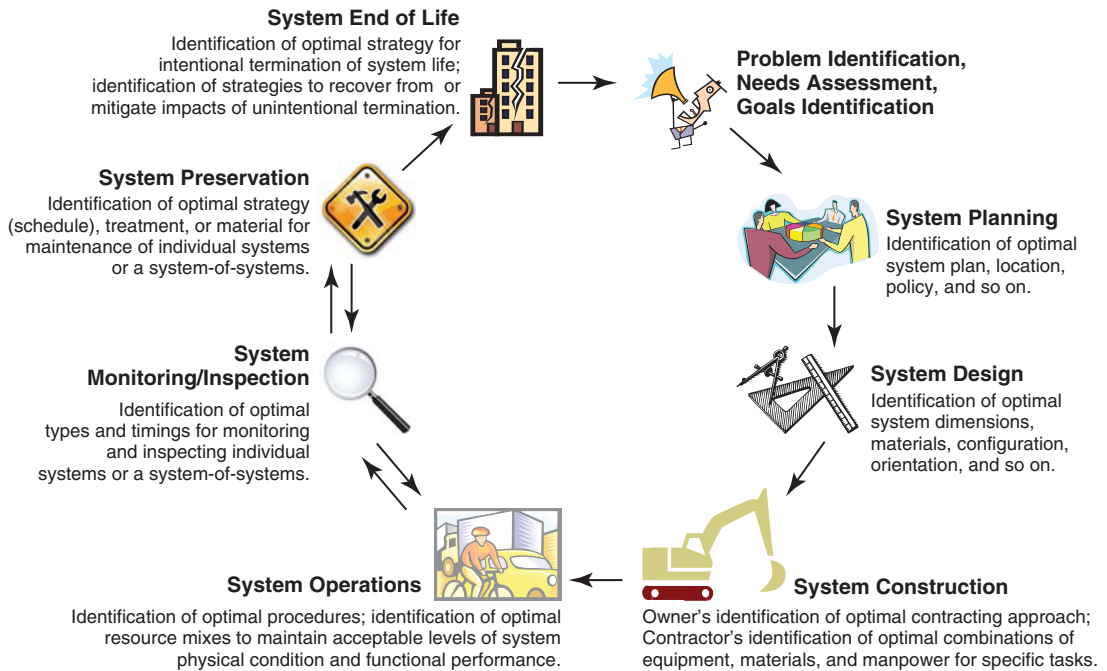 System End of Life
Identification of optimal strategy for
intentional termination of system life;
identification of strategies to recover from or
mitigate impacts of unintentional termination.
Problem Identification,
Needs Assessment,
Goals Identification
System Planning
Identification of optimal
system plan, location,
policy, and so on.
System Design
Identification of optimal
system dimensions,
materials, configuration,
orientation, and so on.
System Construction
Owner's identification of optimal contracting approach;
Contractor's identification of optimal combinations of
equipment, materials, and manpower for specific tasks.
System Operations
Identification of optimal procedures; identification of optimal
resource mixes to maintain acceptable levels of system
physical condition and functional performance.
System
Monitoring/Inspection
Identification of optimal
types and timings for monitoring
and inspecting individual
systems or a system-of-systems.
System Preservation
Identification of optimal strategy
(schedule), treatment, or material for
maintenance of individual systems
or a system-of-systems.